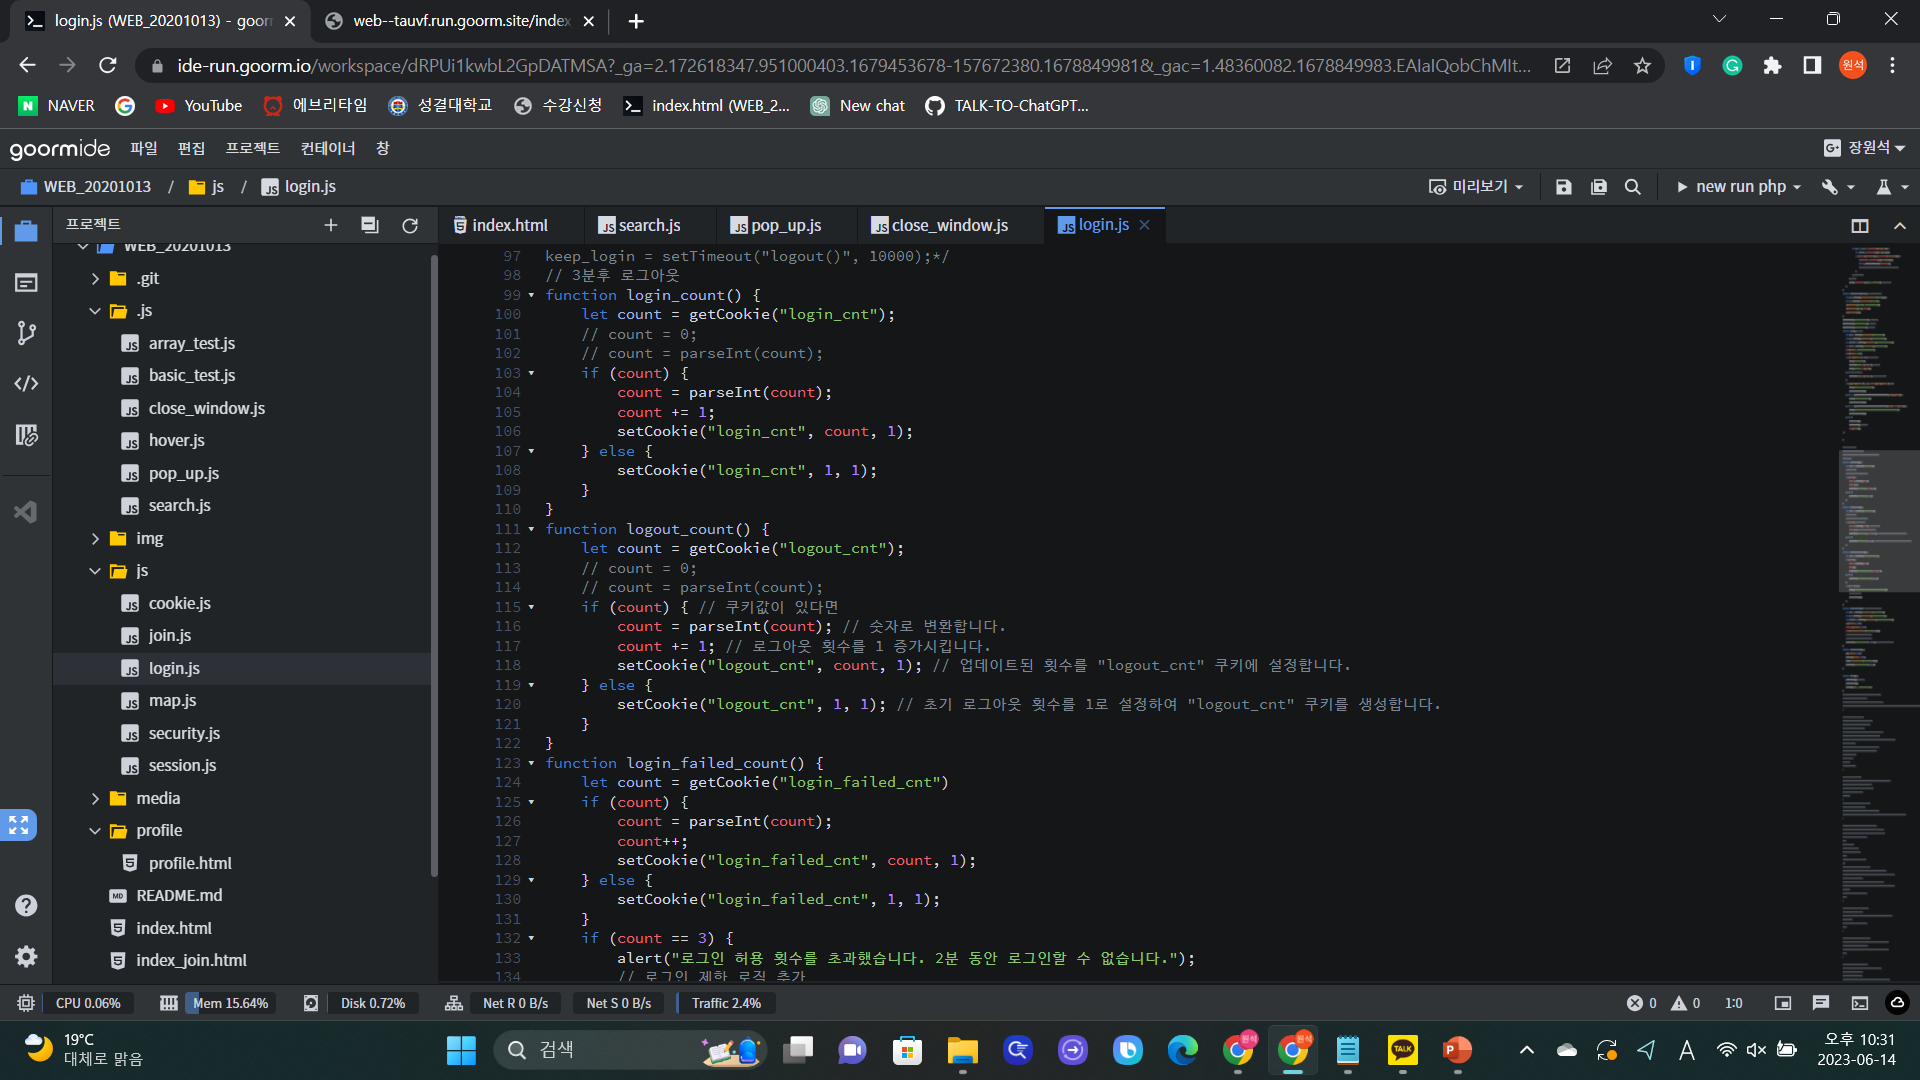 login.js (WEB_20201013) - goor
web--tauvf.run.goorm.site/index
ide-run.goorm.io/workspace/dRPUi1kwbL2GpDATMSA?_ga=2.172618347.951000403.1679453678-157672380.1678849981&_gac=1.48360082.1678849983.EAIaIQobChMIt...
원석
NAVER
YouTube
에브리타임
성결대학교
수강신청
index.html (WEB_2...
New chat
TALK-TO-ChatGPT...
goormide 파일 편집 프로젝트 컨테이너 창
장원석
WEB_20201013 / js / login.js
미리보기
new run php
프로젝트
index.html
search.js
pop_up.js
close_window.js
login.js
WEB_20201013
.git
.js
array_test.js
basic_test.js
close_window.js
hover.js
pop_up.js
search.js
img
js
cookie.js
join.js
login.js
map.js
security.js
session.js
media
profile
profile.html
README.md
index.html
index_join.html
97 keep_login = setTimeout("logout()", 10000);*/
98 // 3분후 로그아웃
99 function login_count() {
100 let count = getCookie("login_cnt");
101 // count = 0;
102 // count = parseInt(count);
103 if (count) {
104 count = parseInt(count);
105 count += 1;
106 setCookie("login_cnt", count, 1);
107 } else {
108 setCookie("login_cnt", 1, 1);
109 }
110 }
111 function logout_count() {
112 let count = getCookie("logout_cnt");
113 // count = 0;
114 // count = parseInt(count);
115 if (count) { // 쿠키값이 있다면
116 count = parseInt(count); // 숫자로 변환합니다.
117 count += 1; // 로그아웃 횟수를 1 증가시킵니다.
118 setCookie("logout_cnt", count, 1); // 업데이트된 횟수를 "logout_cnt" 쿠키에 설정합니다.
119 } else {
120 setCookie("logout_cnt", 1, 1); // 초기 로그아웃 횟수를 1로 설정하여 "logout_cnt" 쿠키를 생성합니다.
121 }
122 }
123 function login_failed_count() {
124 let count = getCookie("login_failed_cnt")
125 if (count) {
126 count = parseInt(count);
127 count++;
128 setCookie("login_failed_cnt", count, 1);
129 } else {
130 setCookie("login_failed_cnt", 1, 1);
131 }
132 if (count == 3) {
133 alert("로그인 허용 횟수를 초과했습니다. 2분 동안 로그인할 수 없습니다.");
134 // 로그인 제한 로직 추가
CPU 0.06%
Mem 15.64%
Disk 0.72%
Net R 0 B/s
Net S 0 B/s
Traffic 2.4%
0
0
1:0
19°C
대체로 맑음
검색
TALK
A
오후 10:31
2023-06-14